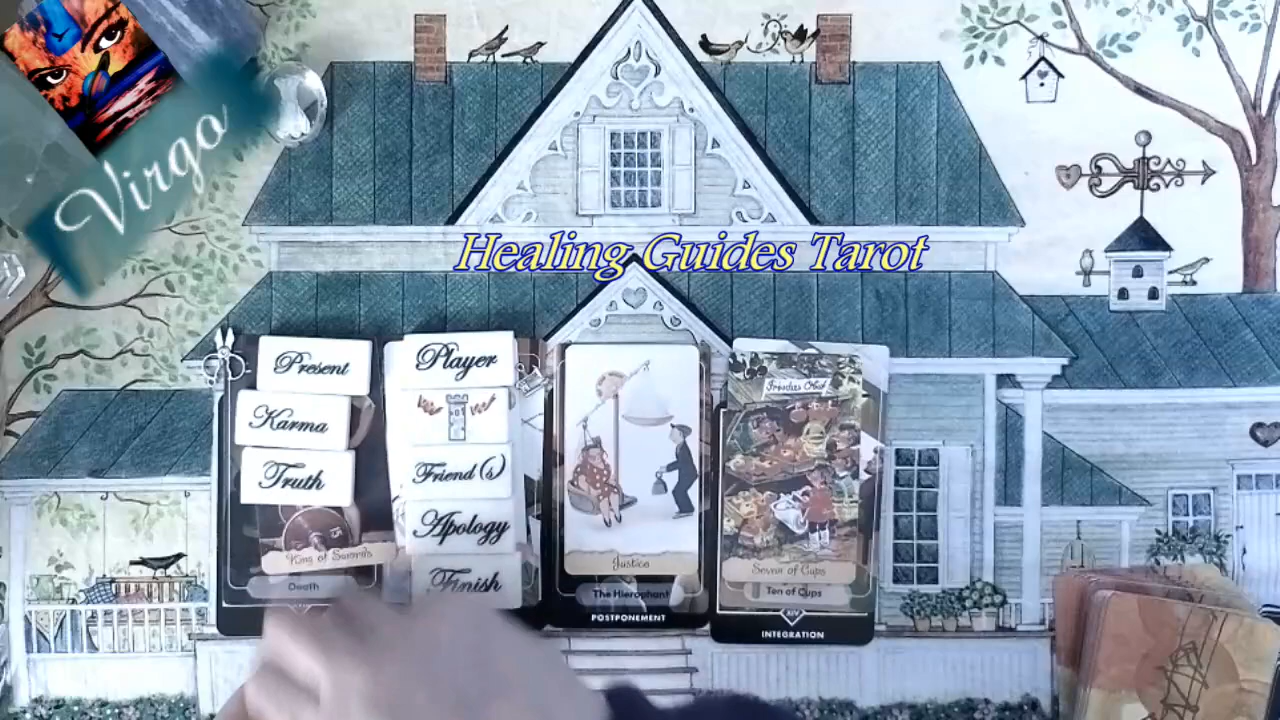 Virgo
Healing Guides Tarot
Present
Karma
Truth
King of Swords
Death
Player
Friend(s)
Apology
Finish
Justice
The Hierophant
POSTPONEMENT
Seven of Cups
Ten of Cups
XIV
INTEGRATION